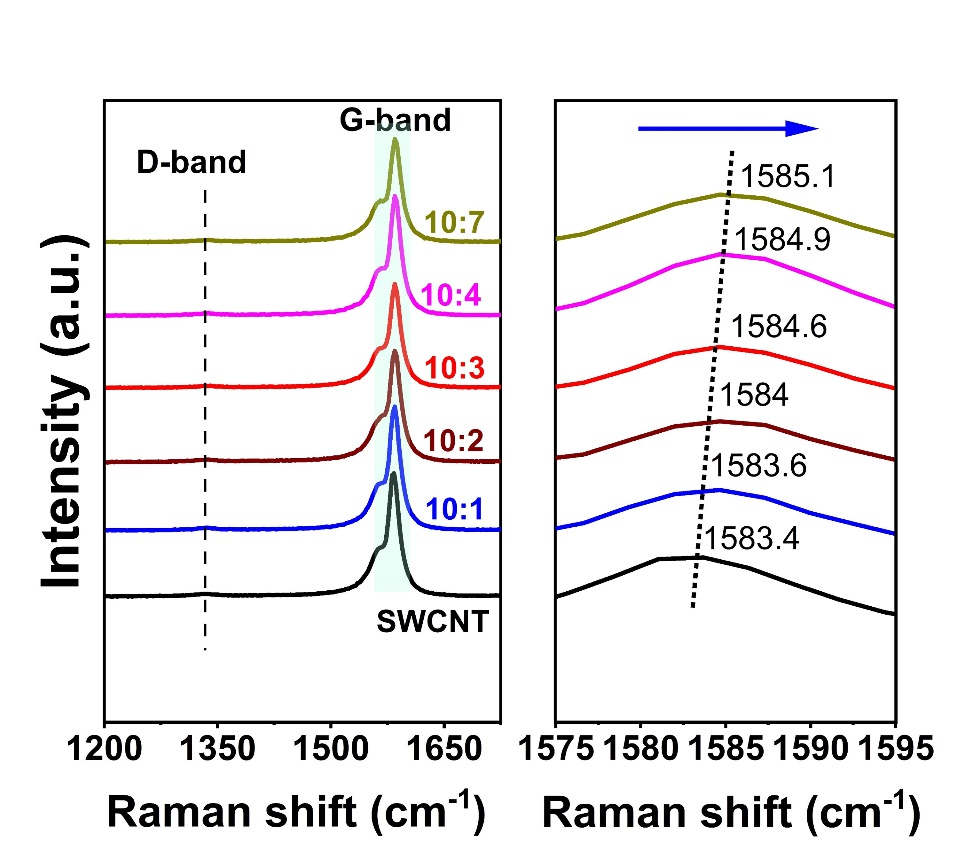 Intensity (a.u.)
G-band
D-band
10:7
10:4
10:3
10:2
10:1
SWCNT
1200 1350 1500 1650
Raman shift (cm⁻¹)
1585.1
1584.9
1584.6
1584
1583.6
1583.4
1575 1580 1585 1590 1595
Raman shift (cm⁻¹)